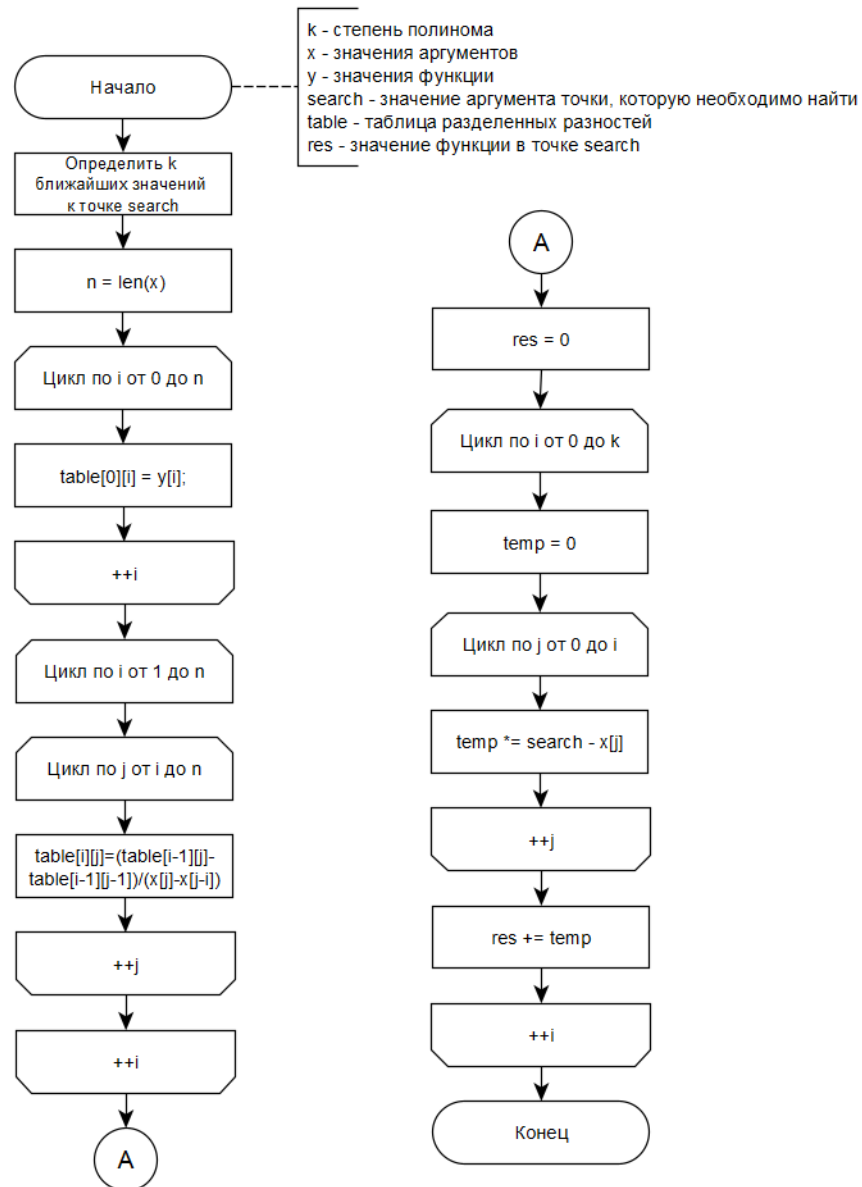 k - степень полинома
x - значения аргументов
y - значения функции
search - значение аргумента точки, которую необходимо найти
table - таблица разделенных разностей
res - значение функции в точке search
Начало
Определить k
ближайших значений
к точке search
n = len(x)
Цикл по i от 0 до n
table[0][i] = y[i];
++i
Цикл по i от 1 до n
Цикл по j от i до n
table[i][j]=(table[i-1][j]-
table[i-1][j-1])/(x[j]-x[j-i])
++j
++i
A
A
res = 0
Цикл по i от 0 до k
temp = 0
Цикл по j от 0 до i
temp *= search - x[j]
++j
res += temp
++i
Конец